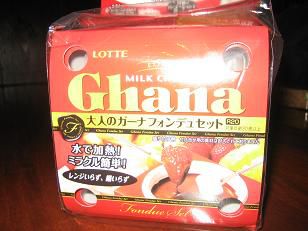 LOTTE
MILK
Ghana
大人のガーナフォンデュセット R20
水で加熱!
ミラクル簡単!
レンジいらず、鍋いらず
Fondue Set